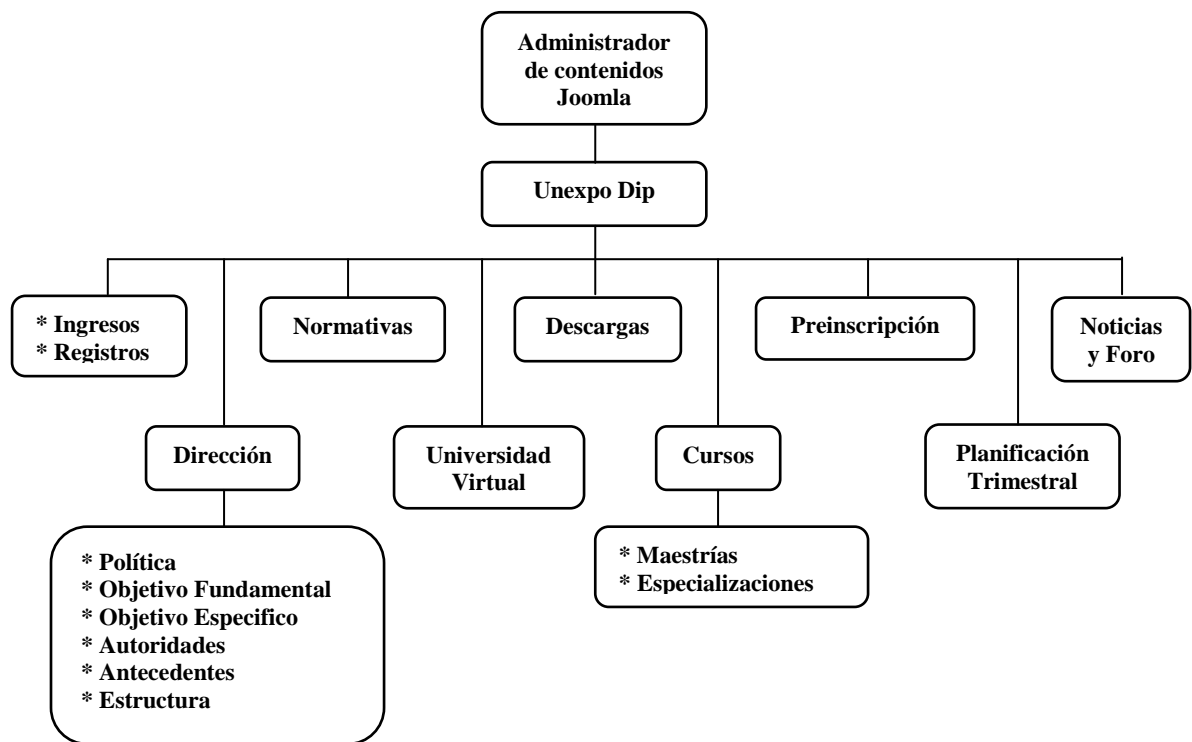 Administrador
de contenidos
Joomla
Unexpo Dip
* Ingresos
* Registros
Normativas
Descargas
Preinscripción
Noticias
y Foro
Dirección
Universidad
Virtual
Cursos
Planificación
Trimestral
* Política
* Objetivo Fundamental
* Objetivo Especifico
* Autoridades
* Antecedentes
* Estructura
* Maestrías
* Especializaciones